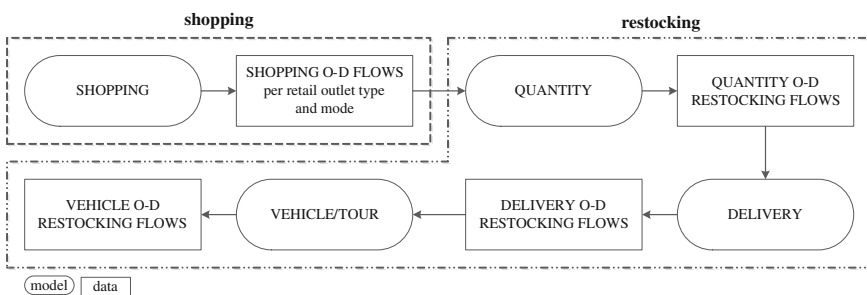 shopping
restocking
SHOPPING
SHOPPING O-D FLOWS
per retail outlet type
and mode
QUANTITY
QUANTITY O-D
RESTOCKING FLOWS
VEHICLE O-D
RESTOCKING FLOWS
VEHICLE/TOUR
DELIVERY O-D
RESTOCKING FLOWS
DELIVERY
model
data